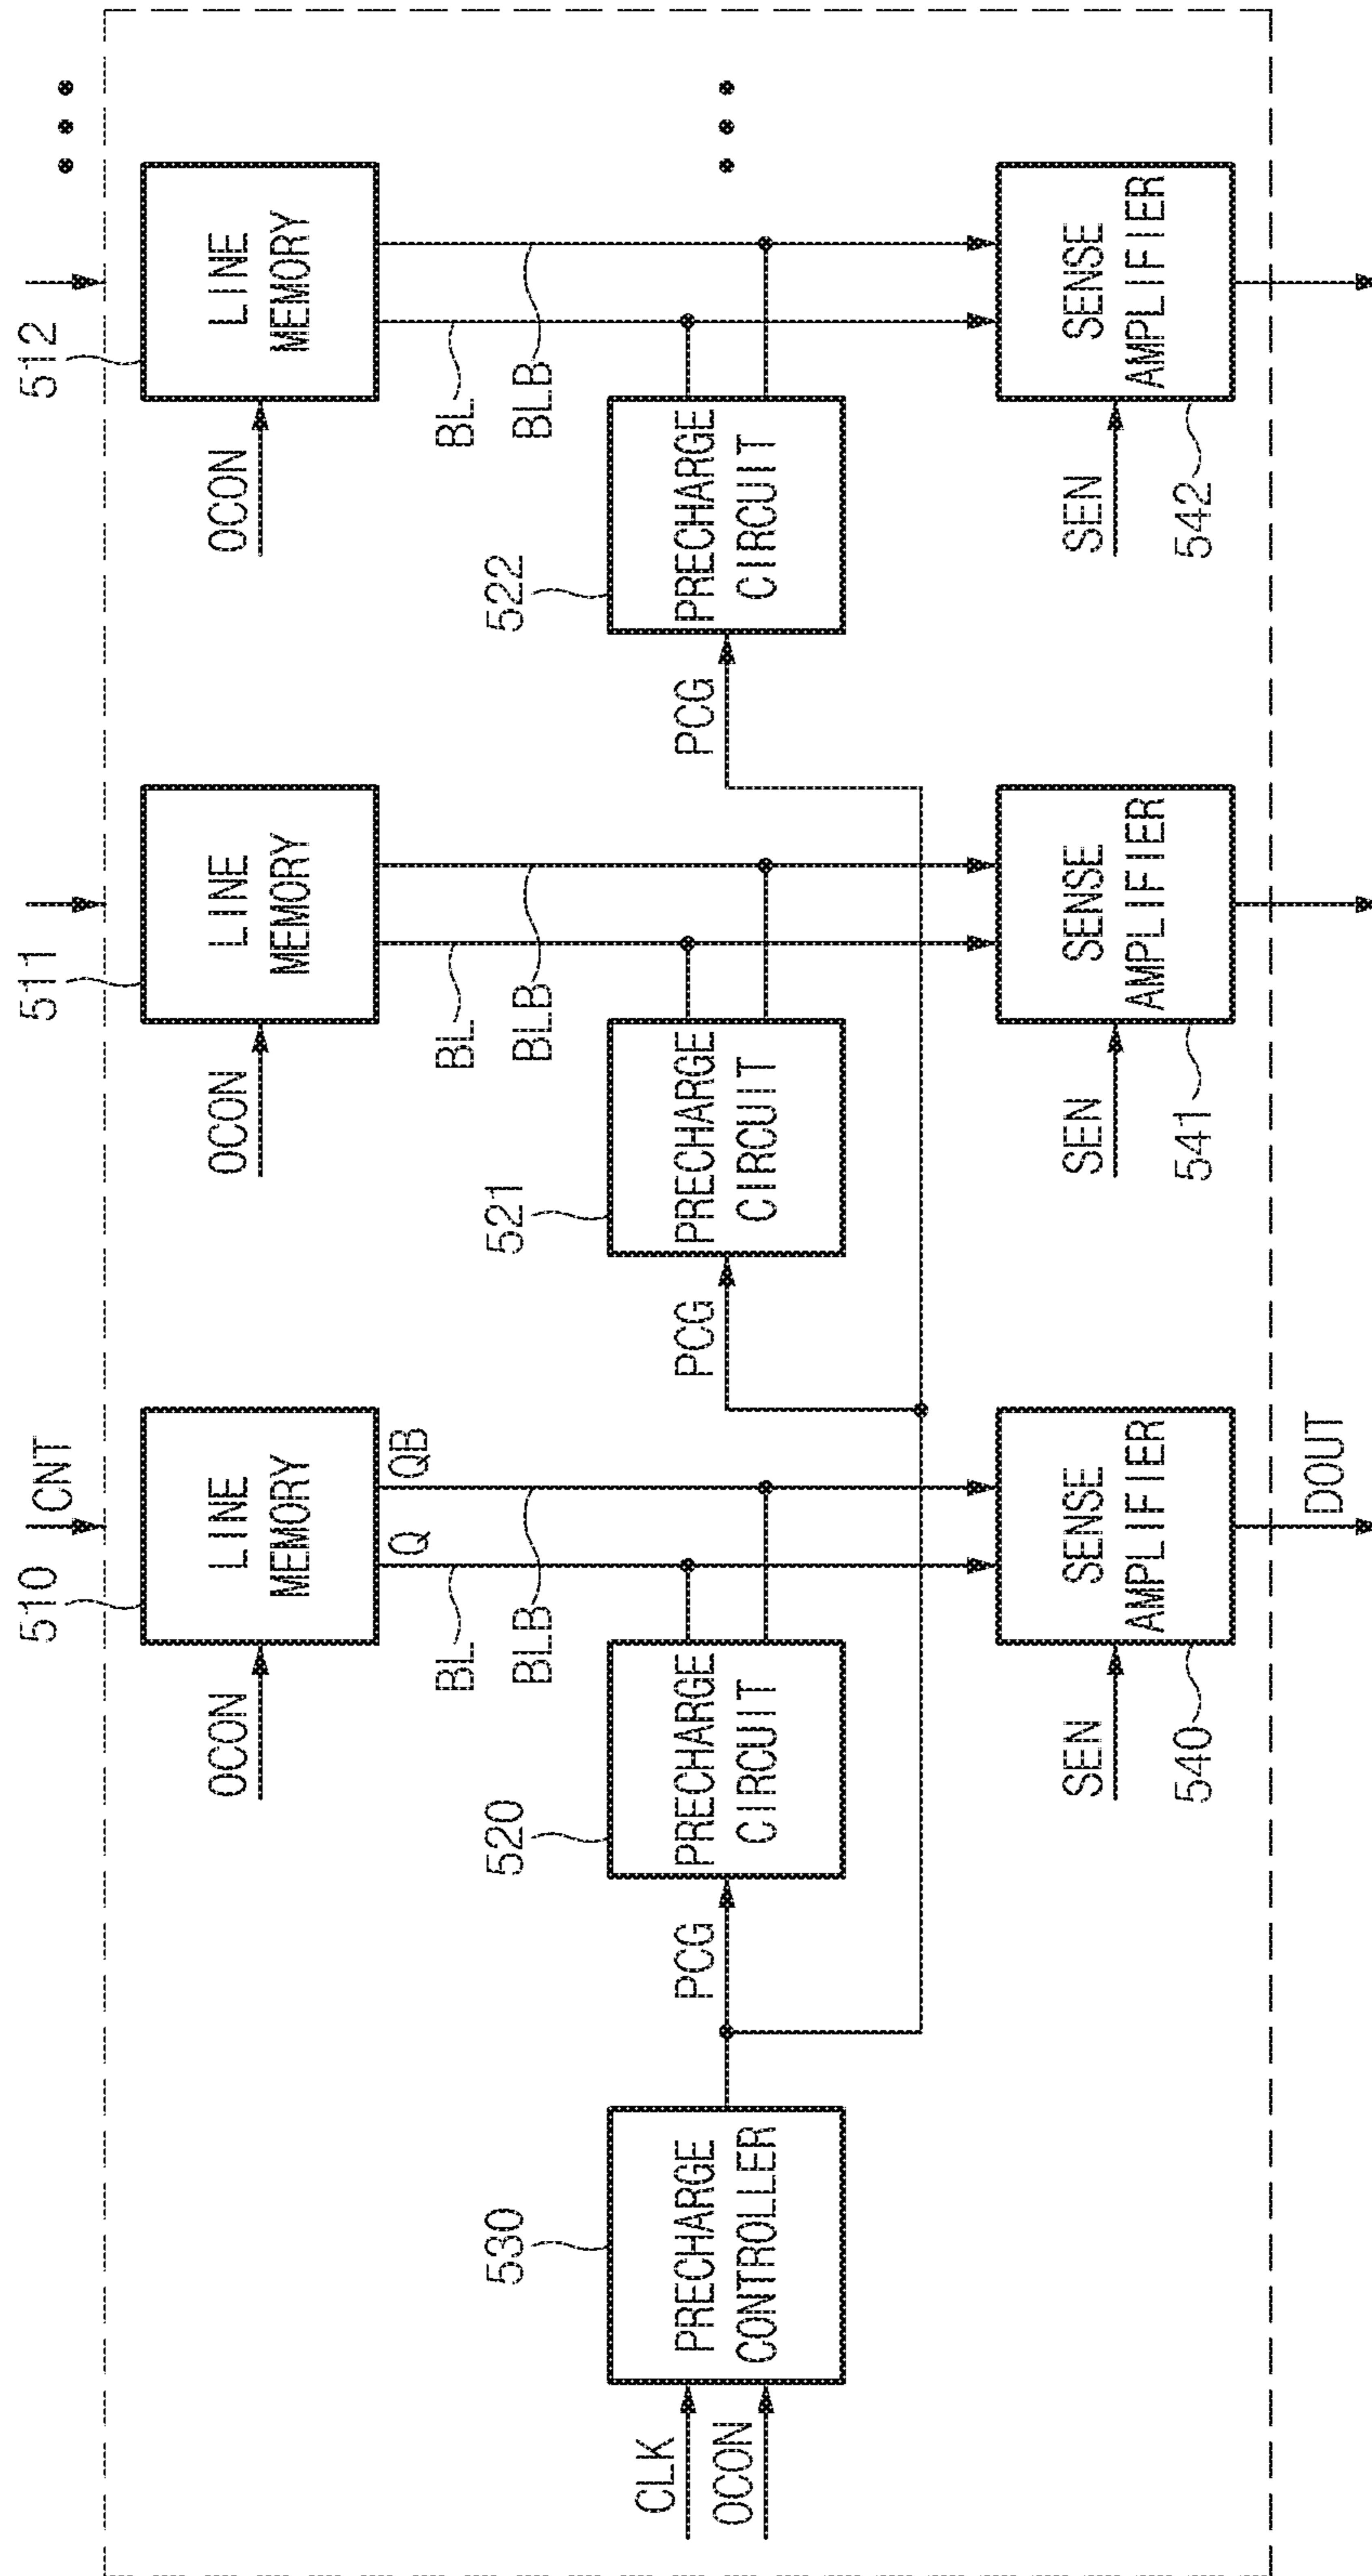 CNT
510
511
512
LINE
MEMORY
LINE
MEMORY
LINE
MEMORY
OCON
OCON
OCON
Q
QB
BL
BLB
BL
BLB
BL
BLB
530
520
521
522
CLK
OCON
PRECHARGE
CONTROLLER
PCG
PRECHARGE
CIRCUIT
PCG
PRECHARGE
CIRCUIT
PCG
PRECHARGE
CIRCUIT
SEN
SENSE
AMPLIFIER
SEN
SENSE
AMPLIFIER
SEN
SENSE
AMPLIFIER
540
541
542
DOUT